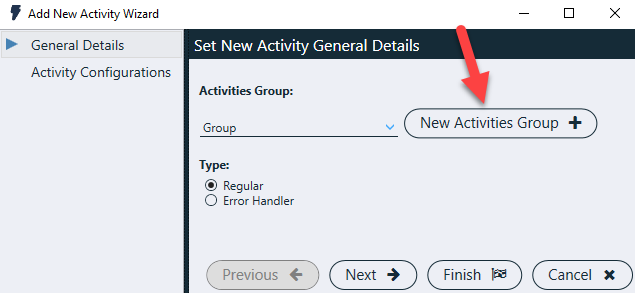 Add New Activity Wizard
General Details
Activity Configurations
Set New Activity General Details
Activities Group:
Group
New Activities Group
Type:
Regular
Error Handler
Previous
Next
Finish
Cancel